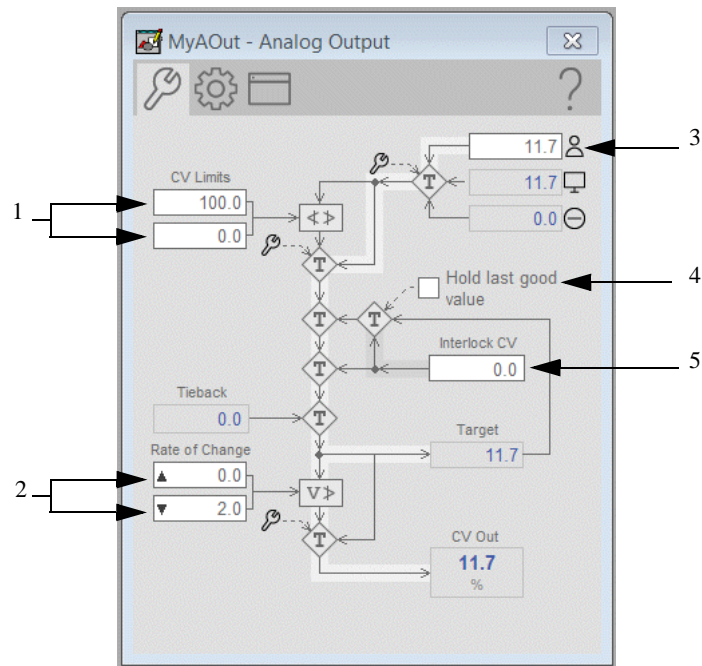 MyAOut - Analog Output
?
3
11.7
CV Limits
T
11.7
1
100.0
0.0
0.0
T
4
Hold last good
value
T
T
Interlock CV
5
T
0.0
Tieback
0.0
T
Target
Rate of Change
11.7
2
▲ 0.0
V
▼ 2.0
T
CV Out
11.7
%